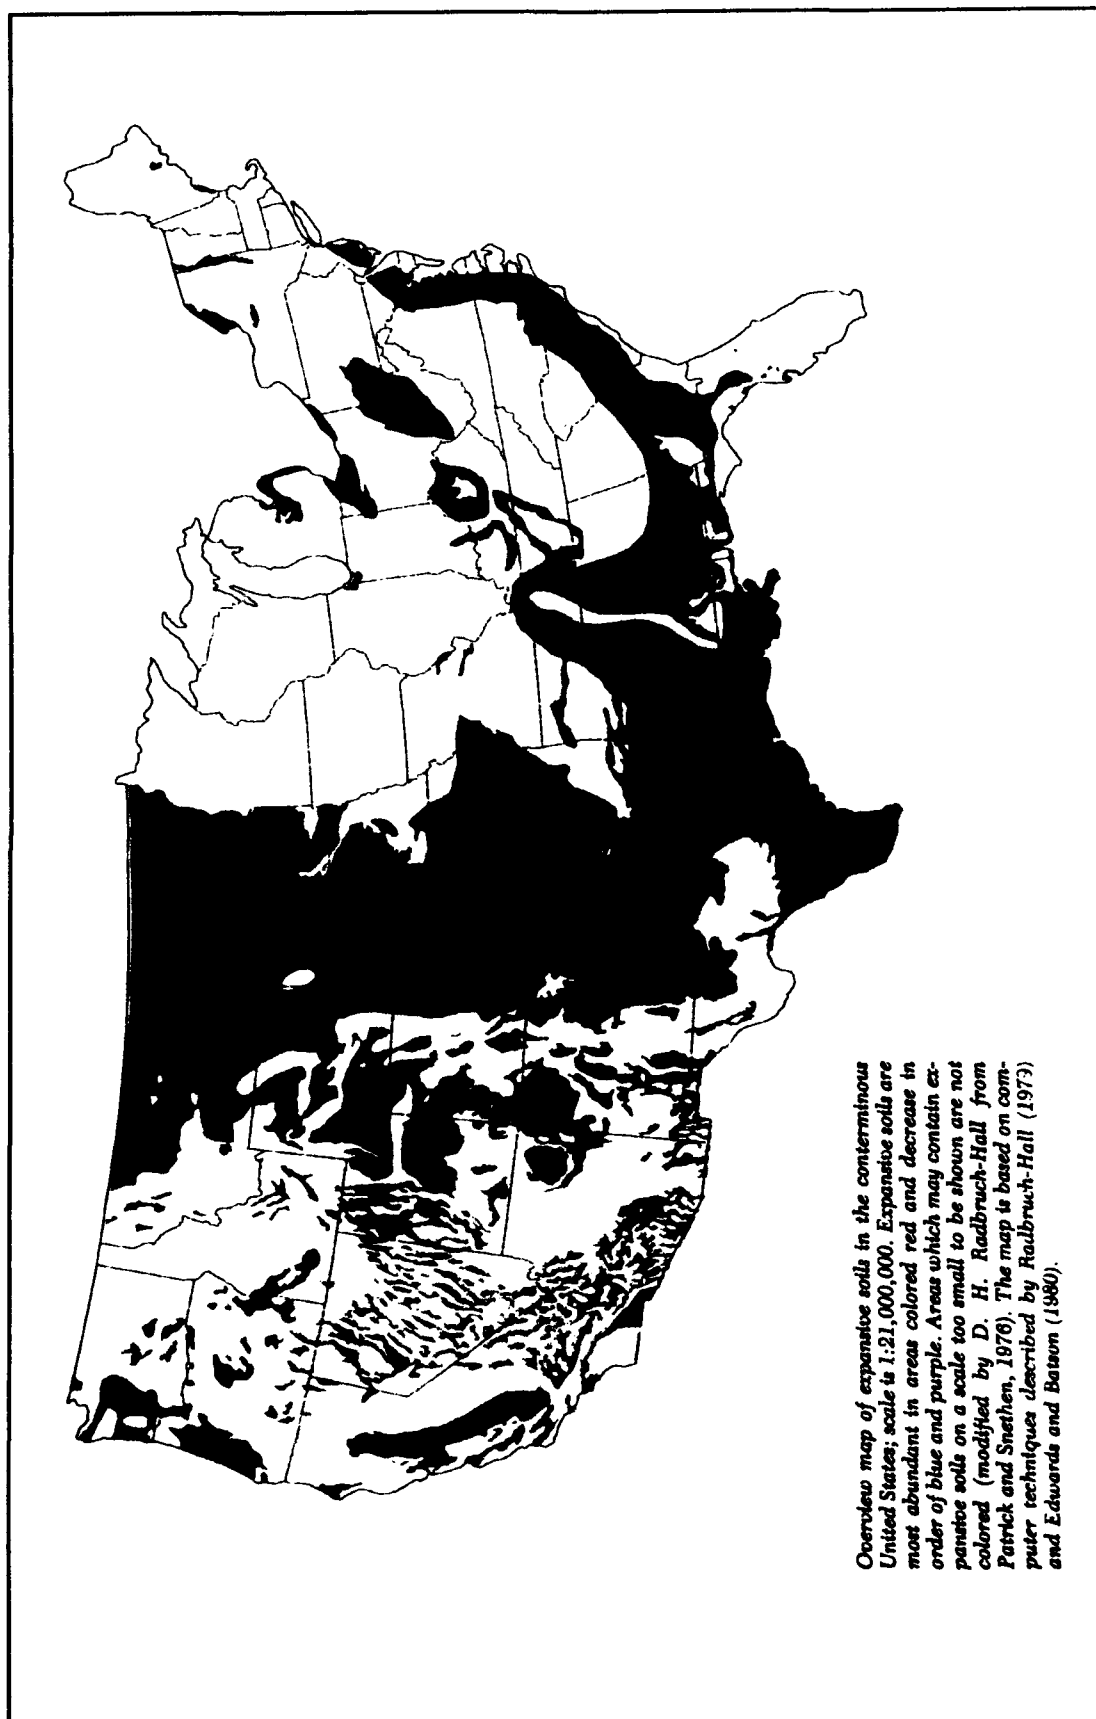 Overview map of expansive soils in the conterminous
United States; scale is 1:21,000,000. Expansive soils are
most abundant in areas colored red and decrease in
order of blue and purple. Areas which may contain ex-
pansive soils on a scale too small to be shown are not
colored (modified by D. H. Radbruch-Hall from
Patrick and Snethen, 1976). The map is based on com-
puter techniques described by Radbruch-Hall (1979)
and Edwards and Batson (1980).